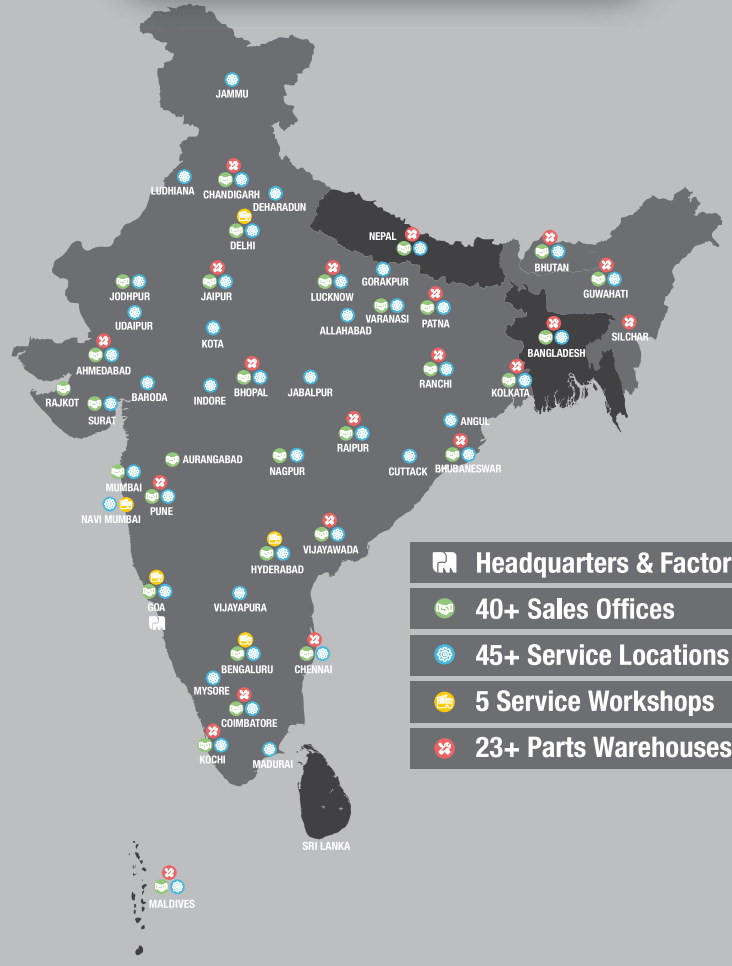 JAMMU
LUDHIANA
CHANDIGARH
DEHARADUN
DELHI
NEPAL
BHUTAN
GUWAHATI
JODHPUR
JAIPUR
LUCKNOW
GORAKPUR
UDAIPUR
KOTA
ALLAHABAD
VARANASI
PATNA
BANGLADESH
SILCHAR
AHMEDABAD
RAJKOT
BARODA
SURAT
INDORE
BHOPAL
JABALPUR
RANCHI
KOLKATA
ANGUL
RAIPUR
AURANGABAD
NAGPUR
CUTTACK
BHUBANESWAR
MUMBAI
NAVI MUMBAI
PUNE
HYDERABAD
VIJAYAWADA
GOA
VIJAYAPURA
BENGALURU
CHENNAI
MYSORE
COIMBATORE
KOCHI
MADURAI
SRI LANKA
MALDIVES
Headquarters & Factor
40+ Sales Offices
45+ Service Locations
5 Service Workshops
23+ Parts Warehouses